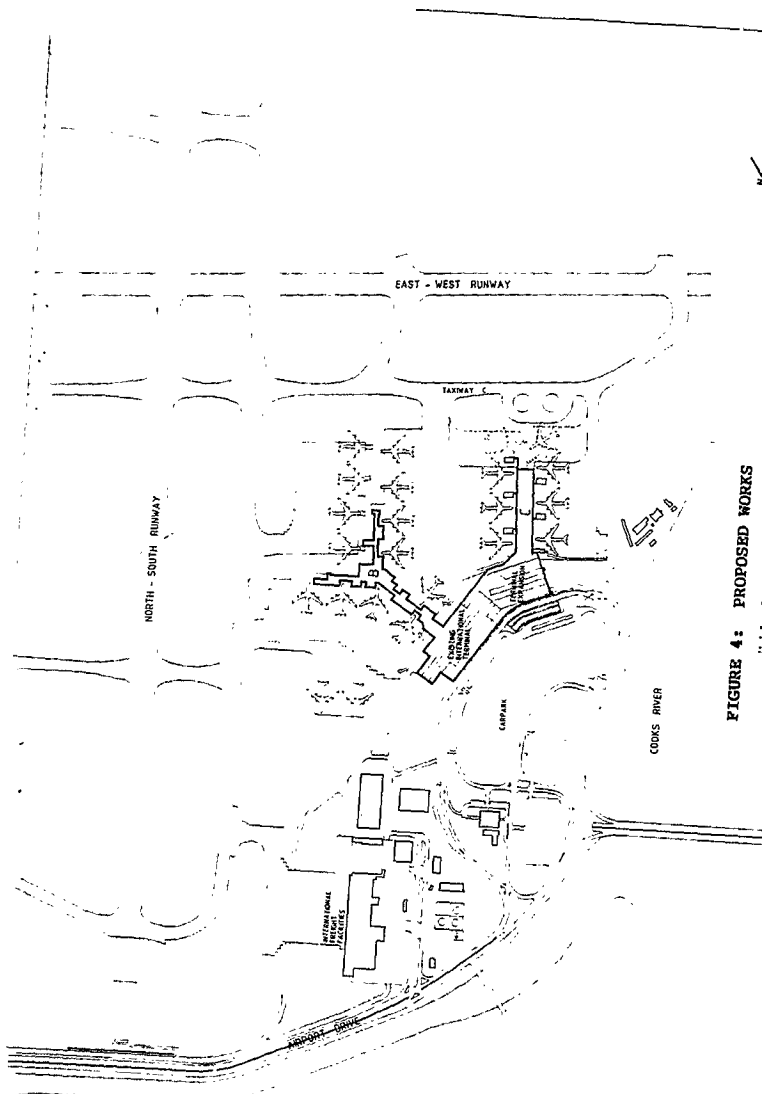 EAST - WEST RUNWAY
TAXIWAY C
NORTH - SOUTH RUNWAY
B
C
TERMINAL
EXPANSION
EXISTING
INTERNATIONAL
TERMINAL
CARPARK
COOKS RIVER
INTERNATIONAL
FREIGHT
FACILITIES
AIRPORT DRIVE
FIGURE 4: PROPOSED WORKS
N